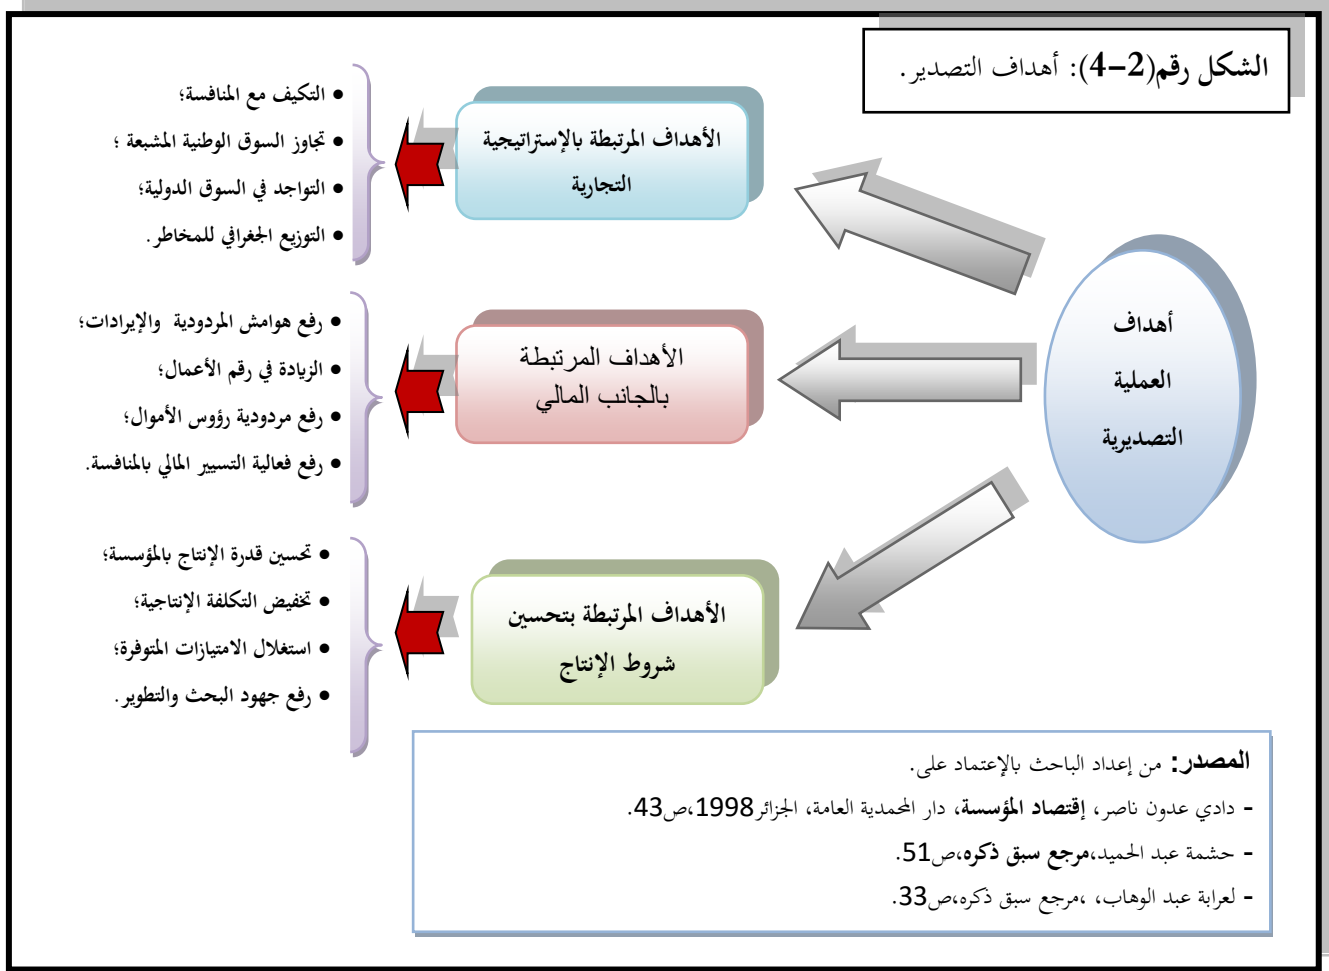 الشكل رقم(2-4): أهداف التصدير.
أهداف
العملية
التصديرية
الأهداف المرتبطة بالإستراتيجية
التجارية
● التكيف مع المنافسة؛
● تجاوز السوق الوطنية المشبعة ؛
● التواجد في السوق الدولية؛
● التوزيع الجغرافي للمخاطر.
الأهداف المرتبطة
بالجانب المالي
● رفع هوامش المردودية والإيرادات؛
● الزيادة في رقم الأعمال؛
● رفع مردودية رؤوس الأموال؛
● رفع فعالية التسيير المالي بالمنافسة.
الأهداف المرتبطة بتحسين
شروط الإنتاج
● تحسين قدرة الإنتاج بالمؤسسة؛
● تخفيض التكلفة الإنتاجية؛
● استغلال الامتيازات المتوفرة؛
● رفع جهود البحث والتطوير.
المصدر: من إعداد الباحث بالإعتماد على.
- دادي عدون ناصر، إقتصاد المؤسسة، دار المحمدية العامة، الجزائر1998،ص43.
- حشمة عبد الحميد،مرجع سبق ذكره،ص51.
- لعرابة عبد الوهاب، ،مرجع سبق ذكره،ص33.